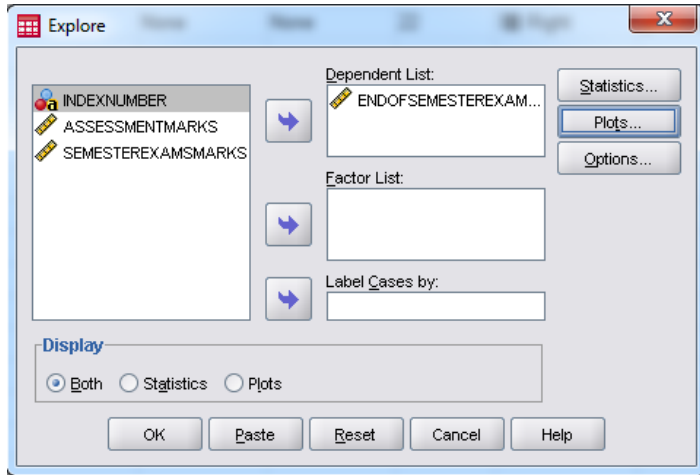 Explore
Dependent List:
INDEXNUMBER
ASSESSMENTMARKS
SEMESTEREXAMSMARKS
ENDOFSEMESTEREXAM...
Statistics...
Plots...
Options...
Factor List:
Label Cases by:
Display
Both Statistics Plots
OK Paste Reset Cancel Help